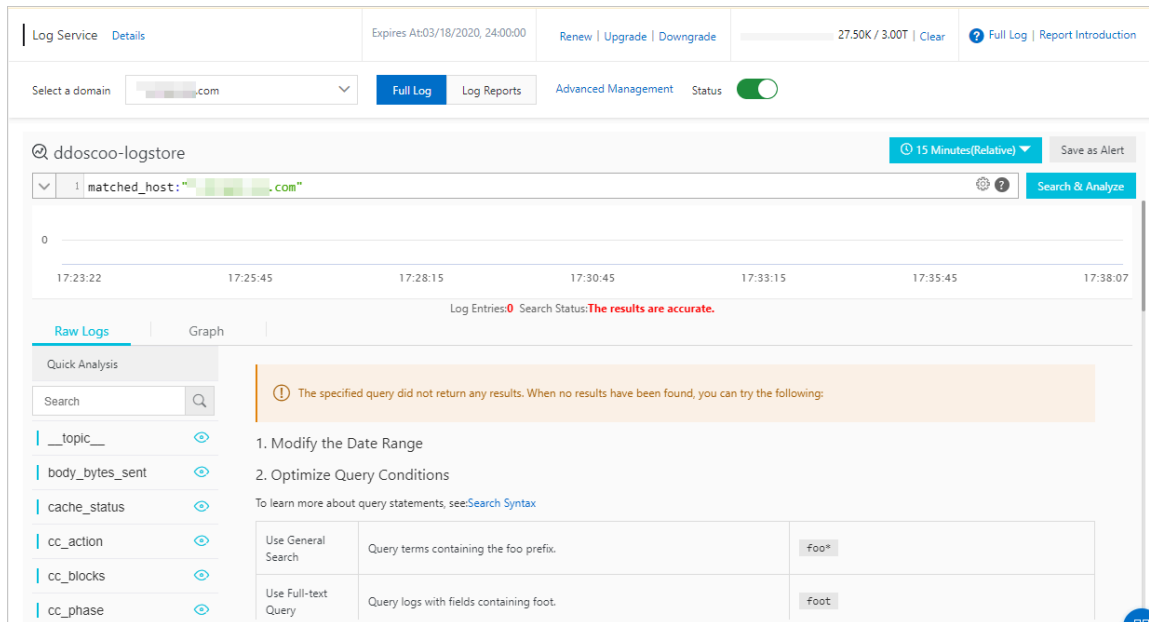 Log Service Details Expires At:03/18/2020, 24:00:00 Renew | Upgrade | Downgrade 27.50K / 3.00T | Clear Full Log | Report Introduction
Select a domain .com Full Log Log Reports Advanced Management Status
ddoscoo-logstore 15 Minutes(Relative) Save as Alert
1 matched_host:" .com" Search & Analyze
0
17:23:22 17:25:45 17:28:15 17:30:45 17:33:15 17:35:45 17:38:07
Log Entries:0 Search Status:The results are accurate.
Raw Logs Graph
Quick Analysis
Search
__topic__
body_bytes_sent
cache_status
cc_action
cc_blocks
cc_phase
The specified query did not return any results. When no results have been found, you can try the following:
1. Modify the Date Range
2. Optimize Query Conditions
To learn more about query statements, see:Search Syntax
Use General Search Query terms containing the foo prefix. foo*
Use Full-text Query Query logs with fields containing foot. foot